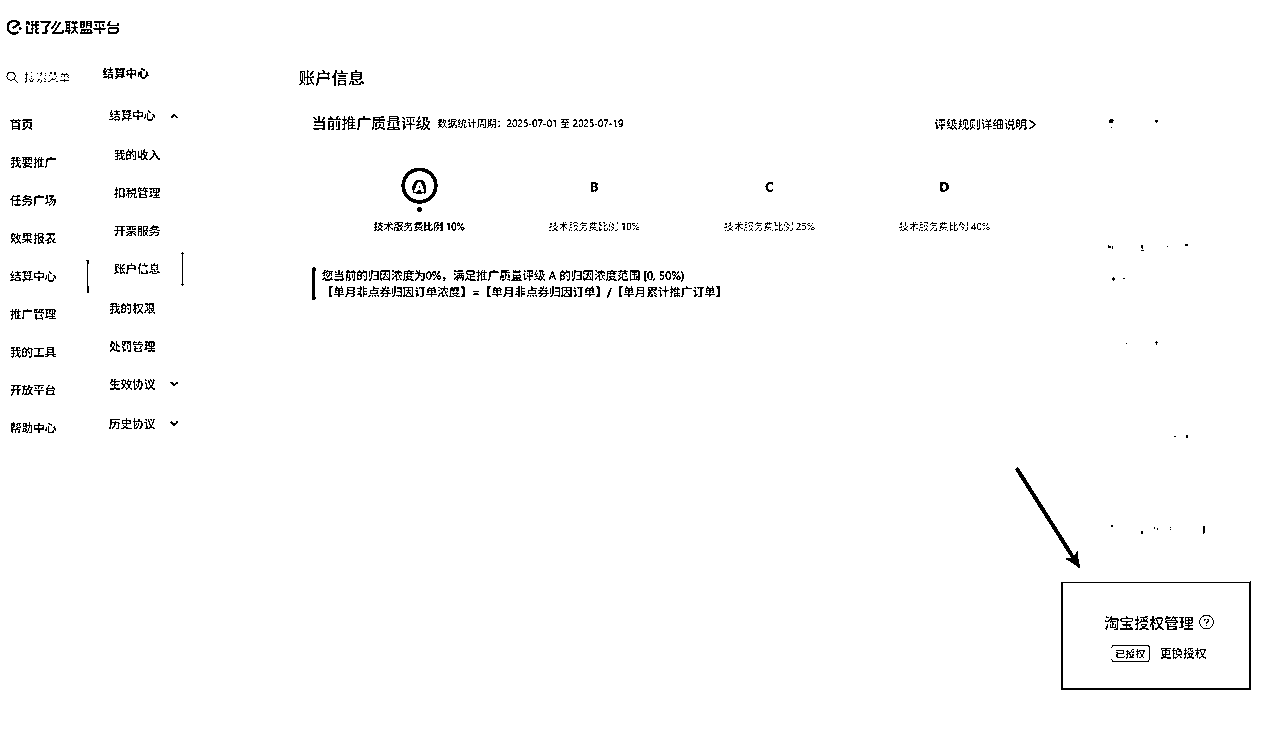 饿了么联盟平台
搜索菜单
首页
我要推广
任务广场
效果报表
结算中心
推广管理
我的工具
开放平台
帮助中心
结算中心
结算中心
我的收入
扣税管理
开票服务
账户信息
我的权限
处罚管理
生效协议
历史协议
账户信息
当前推广质量评级 数据统计周期：2025-07-01 至 2025-07-19
评级规则详细说明>
A B C D
技术服务费比例 10% 技术服务费比例 10% 技术服务费比例 25% 技术服务费比例 40%
您当前的归因浓度为0%，满足推广质量评级 A 的归因浓度范围 [0, 50%)
【单月非点券归因订单浓度】=【单月非点券归因订单】/【单月累计推广订单】
淘宝授权管理 ?
已授权 更换授权